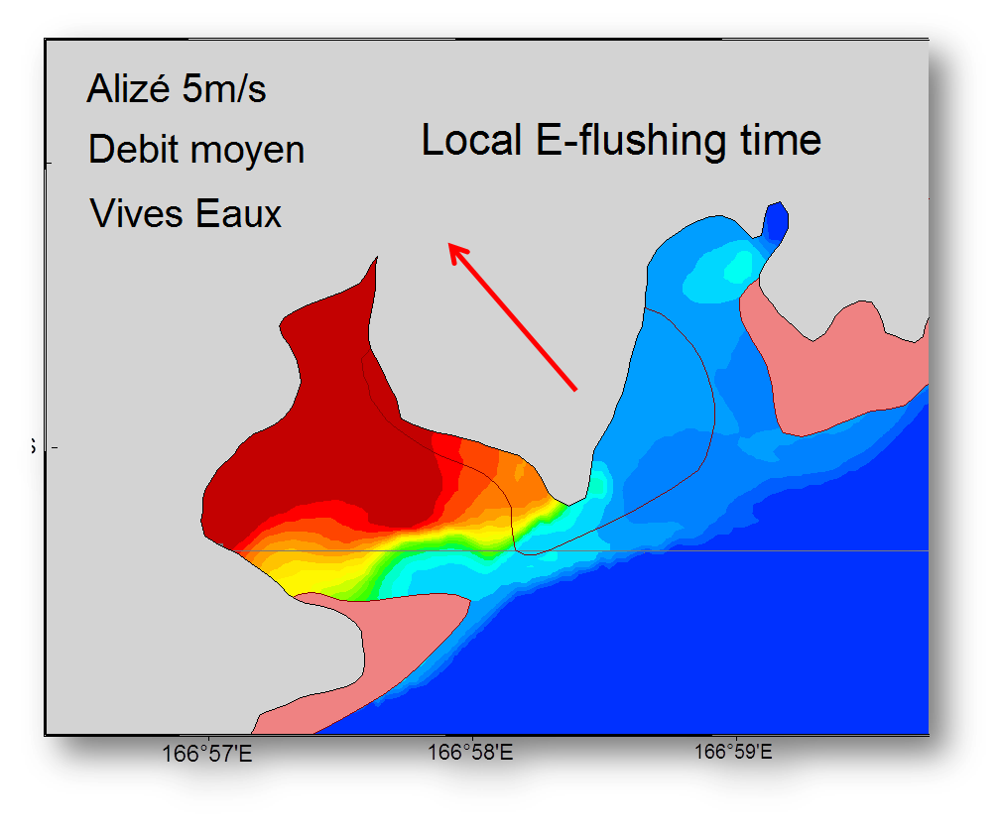 Alizé 5m/s
Local E-flushing time
Debit moyen
Vives Eaux
166°57'E
166°58'E
166°59'E